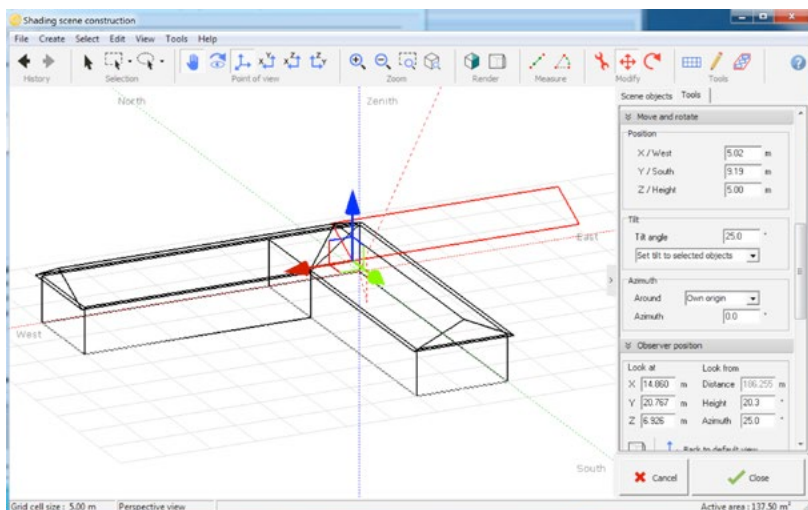 Shading scene construction
File Create Select Edit View Tools Help
History Selection Point of view Zoom Render Measure Modify Tools
Scene objects Tools
North Zenith
Move and rotate
Position
X / West 5.02 m
Y / South 9.19 m
Z / Height 5.00 m
Tilt
Tilt angle 25.0 °
East
Set tilt to selected objects
Azimuth
Around Own origin
Azimuth 0.0 °
West
Observer position
Look at Look from
X 14.860 m Distance 186.255 m
Y 20.767 m Height 20.3 °
Z 6.926 m Azimuth 25.0 °
Back to default view
South
Cancel Close
Grid cell size : 5.00 m Perspective view Active area : 137.50 m²